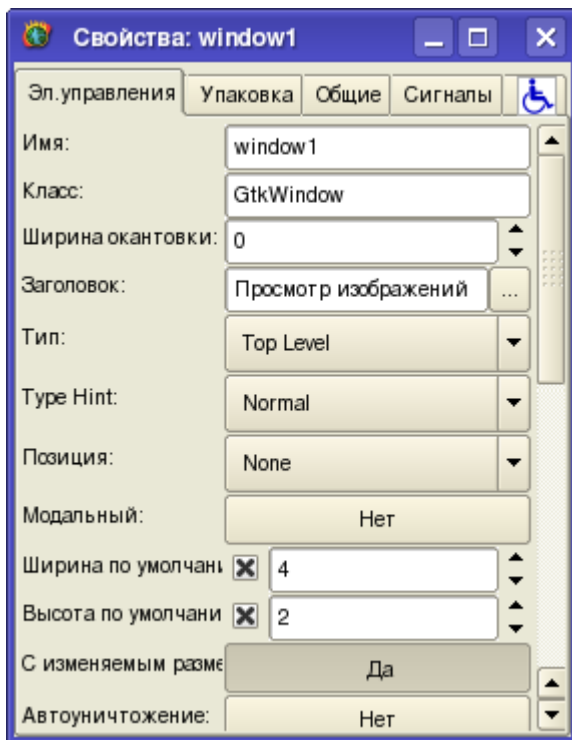 Свойства: window1
Эл.управления Упаковка Общие Сигналы
Имя: window1
Класс: GtkWindow
Ширина окантовки: 0
Заголовок: Просмотр изображений ...
Тип: Top Level
Type Hint: Normal
Позиция: None
Модальный: Нет
Ширина по умолчани 4
Высота по умолчани 2
С изменяемым разме Да
Автоуничтожение: Нет